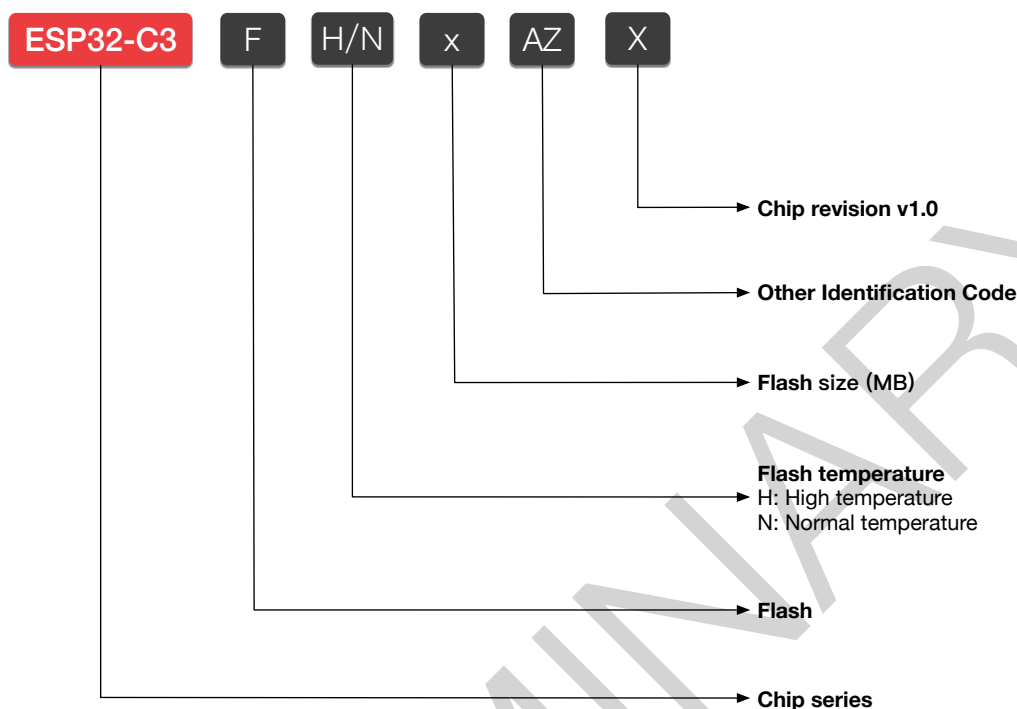 ESP32-C3 F H/N x AZ X
Chip revision v1.0
Other Identification Code
Flash size (MB)
Flash temperature
H: High temperature
N: Normal temperature
Flash
Chip series
MINARY